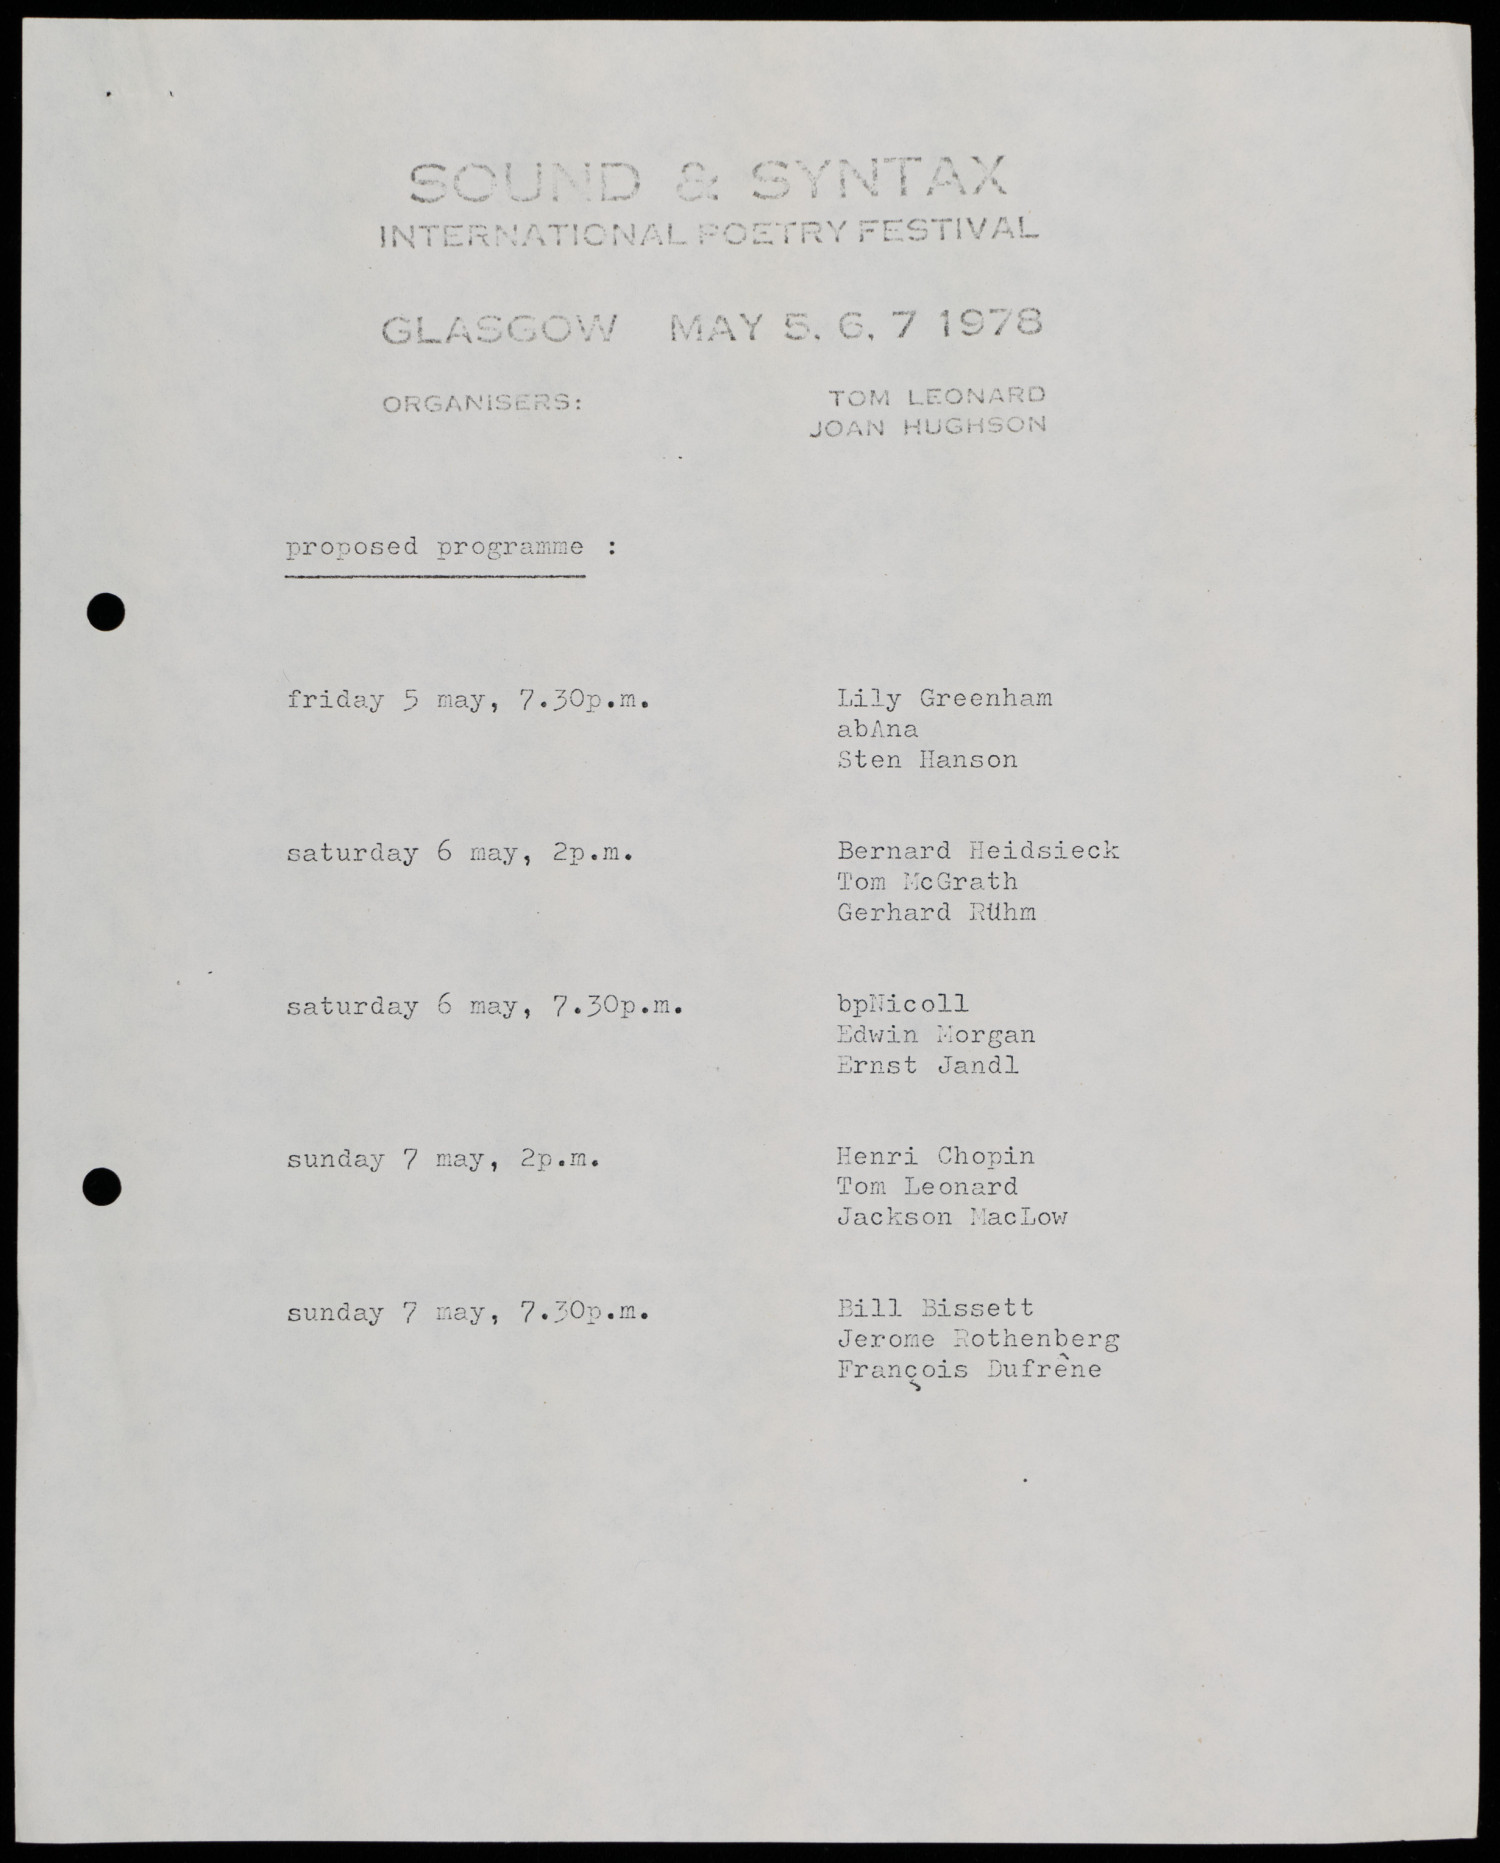 SOUND & SYNTAX
INTERNATIONAL POETRY FESTIVAL
GLASGOW MAY 5, 6, 7 1978
ORGANISERS: TOM LEONARD
JOAN HUGHSON
proposed programme :
friday 5 may, 7.30p.m. Lily Greenham
abAna
Sten Hanson
saturday 6 may, 2p.m. Bernard Heidsieck
Tom McGrath
Gerhard Rühm
saturday 6 may, 7.30p.m. bpNicoll
Edwin Morgan
Ernst Jandl
sunday 7 may, 2p.m. Henri Chopin
Tom Leonard
Jackson MacLow
sunday 7 may, 7.30p.m. Bill Bissett
Jerome Rothenberg
François Dufrêne